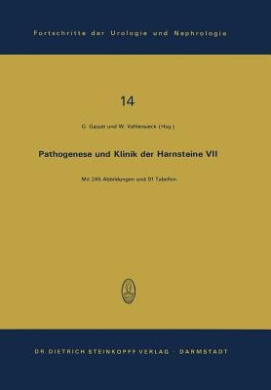 Fortschritte der Urologie und Nephrologie
14
G. Gasser und W. Vahlensieck (Hrsg.)
Pathogenese und Klinik der Harnsteine VII
Mit 246 Abbildungen und 91 Tabellen
DR. DIETRICH STEINKOPFF VERLAG · DARMSTADT